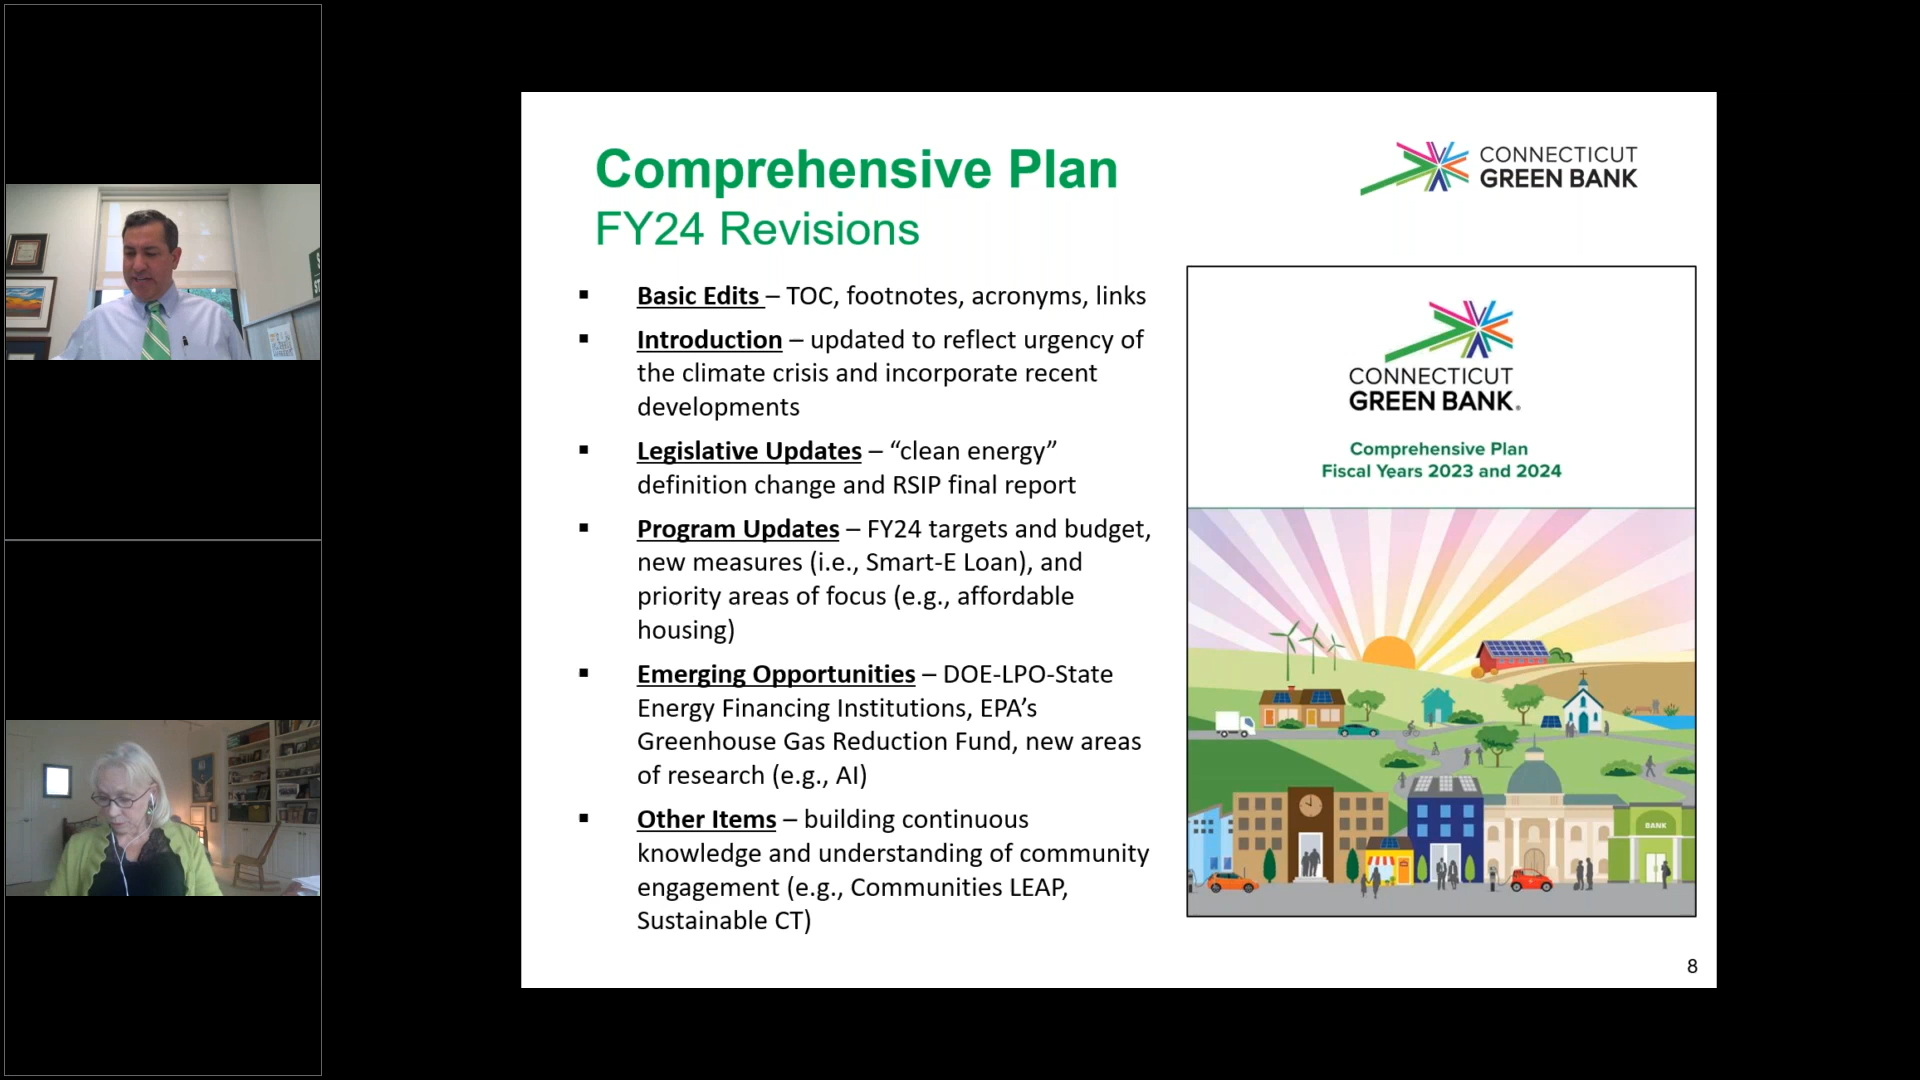 Comprehensive Plan
FY24 Revisions
CONNECTICUT
GREEN BANK
▪ Basic Edits – TOC, footnotes, acronyms, links
▪ Introduction – updated to reflect urgency of
the climate crisis and incorporate recent
developments
▪ Legislative Updates – “clean energy”
definition change and RSIP final report
▪ Program Updates – FY24 targets and budget,
new measures (i.e., Smart-E Loan), and
priority areas of focus (e.g., affordable
housing)
▪ Emerging Opportunities – DOE-LPO-State
Energy Financing Institutions, EPA’s
Greenhouse Gas Reduction Fund, new areas
of research (e.g., AI)
▪ Other Items – building continuous
knowledge and understanding of community
engagement (e.g., Communities LEAP,
Sustainable CT)
CONNECTICUT
GREEN BANK.
Comprehensive Plan
Fiscal Years 2023 and 2024
BANK
8